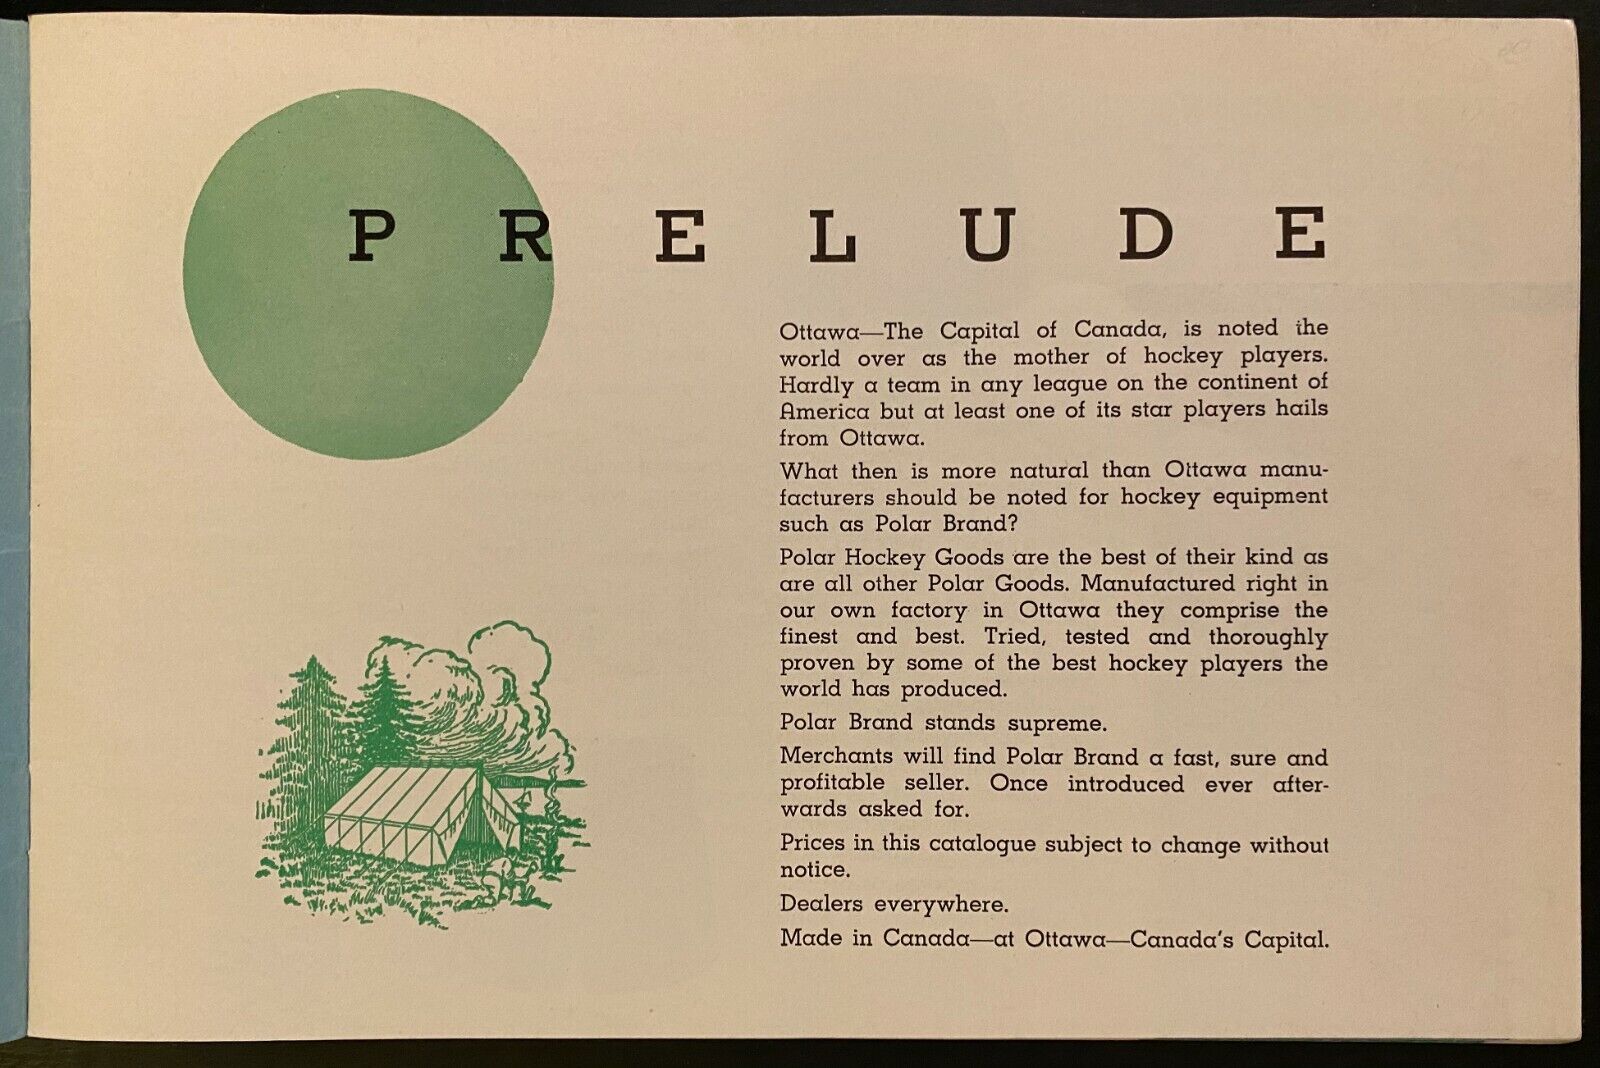 PRELUDE
Ottawa—The Capital of Canada, is noted the
world over as the mother of hockey players.
Hardly a team in any league on the continent of
America but at least one of its star players hails
from Ottawa.
What then is more natural than Ottawa manu-
facturers should be noted for hockey equipment
such as Polar Brand?
Polar Hockey Goods are the best of their kind as
are all other Polar Goods. Manufactured right in
our own factory in Ottawa they comprise the
finest and best. Tried, tested and thoroughly
proven by some of the best hockey players the
world has produced.
Polar Brand stands supreme.
Merchants will find Polar Brand a fast, sure and
profitable seller. Once introduced ever after-
wards asked for.
Prices in this catalogue subject to change without
notice.
Dealers everywhere.
Made in Canada—at Ottawa—Canada's Capital.